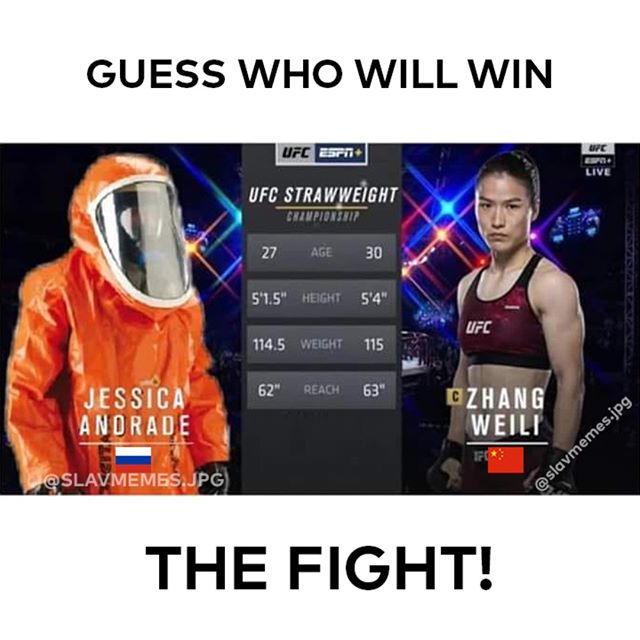 GUESS WHO WILL WIN
UFC ESPN+
UFC
ESPN+
LIVE
UFC STRAWWEIGHT
CHAMPIONSHIP
27 AGE 30
5'1.5" HEIGHT 5'4"
114.5 WEIGHT 115
62" REACH 63"
JESSICA
ANDRADE
@SLAVMEMES.JPG
UFC
C ZHANG
WEILI
@slavmemes.jpg
THE FIGHT!